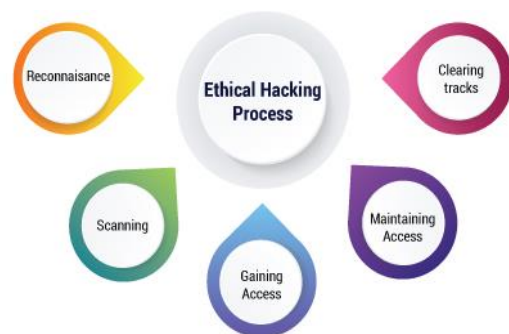 Ethical Hacking
Process
Reconnaisance
Scanning
Gaining
Access
Maintaining
Access
Clearing
tracks